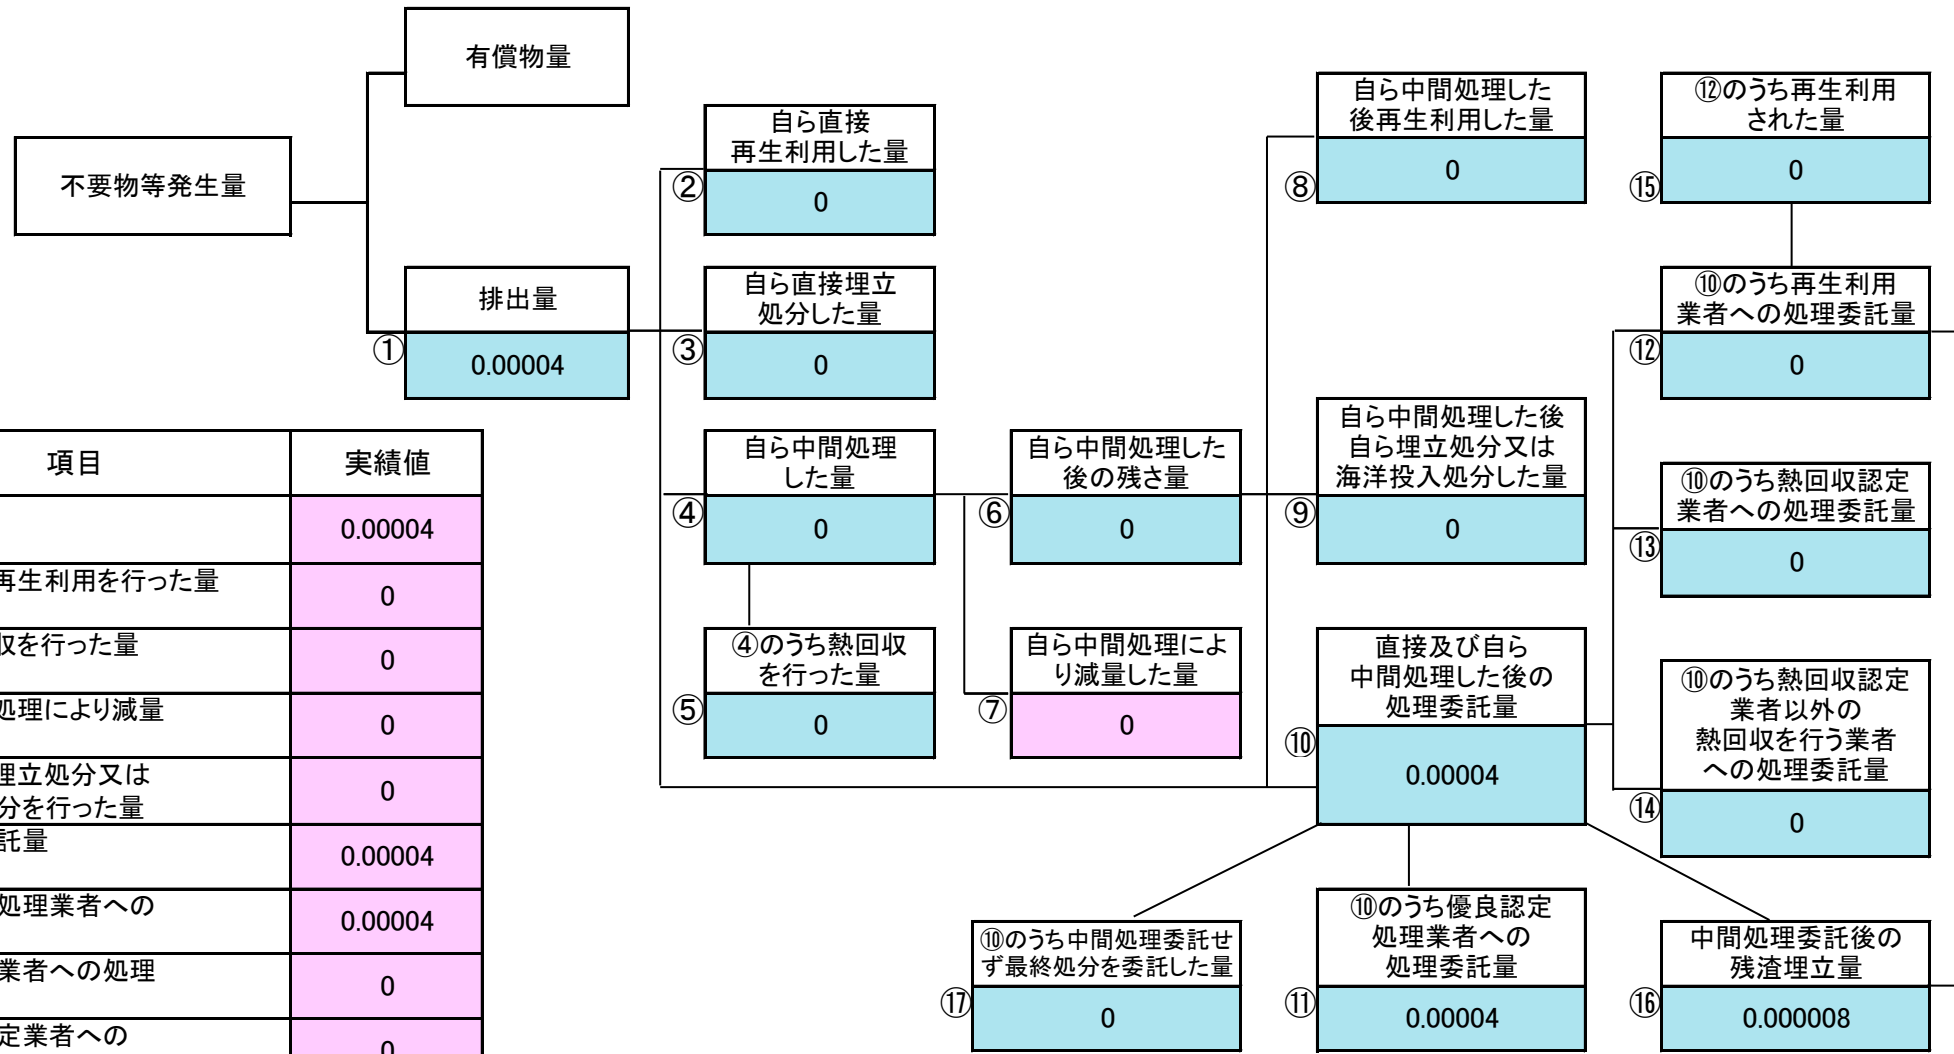 有償物量
不要物等発生量
排出量
①
0.00004
自ら直接
再生利用した量
②
0
自ら直接埋立
処分した量
③
0
自ら中間処理
した量
④
0
④のうち熱回収
を行った量
⑤
0
自ら中間処理した
後の残さ量
⑥
0
自ら中間処理によ
り減量した量
⑦
0
自ら中間処理した
後再生利用した量
⑧
0
自ら中間処理した後
自ら埋立処分又は
海洋投入処分した量
⑨
0
直接及び自ら
中間処理した後の
処理委託量
⑩
0.00004
⑫のうち再生利用
された量
⑮
0
⑩のうち再生利用
業者への処理委託量
⑫
0
⑩のうち熱回収認定
業者への処理委託量
⑬
0
⑩のうち熱回収認定
業者以外の
熱回収を行う業者
への処理委託量
⑭
0
⑩のうち中間処理委託せ
ず最終処分を委託した量
⑰
0
⑩のうち優良認定
処理業者への
処理委託量
⑪
0.00004
中間処理委託後の
残渣埋立量
⑯
0.000008
項目 実績値
0.00004
再生利用を行った量 0
収を行った量 0
処理により減量 0
埋立処分又は
分を行った量 0
託量 0.00004
処理業者への 0.00004
業者への処理 0
定業者への 0